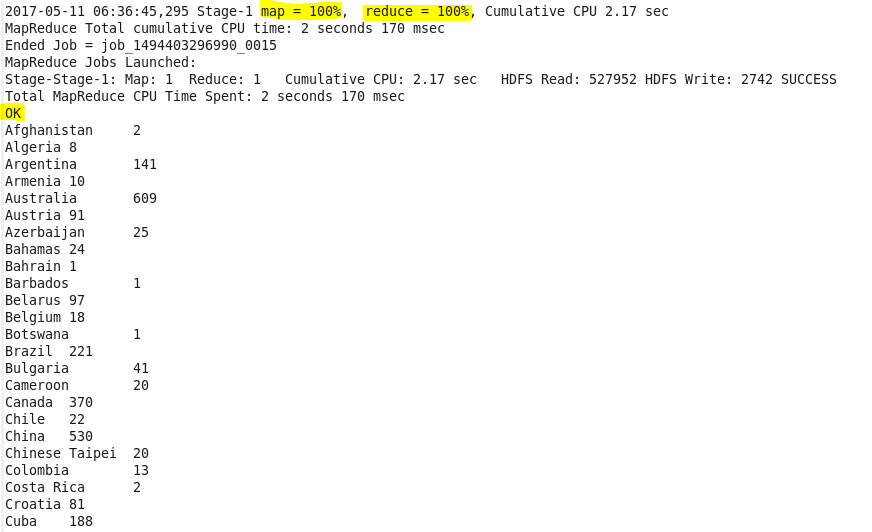 2017-05-11 06:36:45,295 Stage-1 map = 100%,  reduce = 100%, Cumulative CPU 2.17 sec
MapReduce Total cumulative CPU time: 2 seconds 170 msec
Ended Job = job_1494403296990_0015
MapReduce Jobs Launched:
Stage-Stage-1: Map: 1  Reduce: 1   Cumulative CPU: 2.17 sec   HDFS Read: 527952 HDFS Write: 2742 SUCCESS
Total MapReduce CPU Time Spent: 2 seconds 170 msec
OK
Afghanistan     2
Algeria 8
Argentina       141
Armenia 10
Australia       609
Austria 91
Azerbaijan      25
Bahamas 24
Bahrain 1
Barbados        1
Belarus 97
Belgium 18
Botswana        1
Brazil  221
Bulgaria        41
Cameroon        20
Canada  370
Chile   22
China   530
Chinese Taipei  20
Colombia        13
Costa Rica      2
Croatia 81
Cuba    188